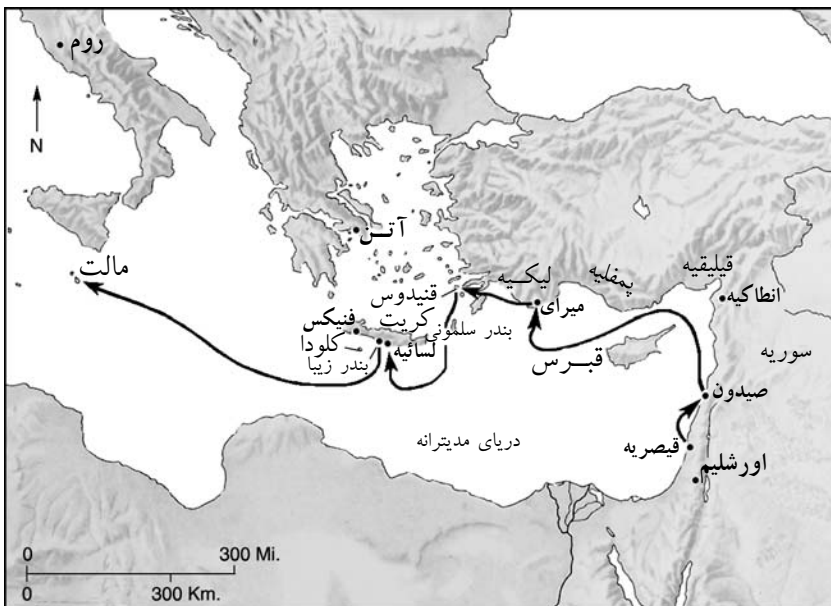 روم
N
آتن
مالت
قنیدوس
لیکیه
پمفلیه
قیلیقیه
انطاکیه
میرای
فنیکس
کریت
بندر سلمونی
کلودا
لسائیه
بندر زیبا
قبرس
سوریه
صیدون
دریای مدیترانه
قیصریه
اورشلیم
0 300 Mi.
0 300 Km.